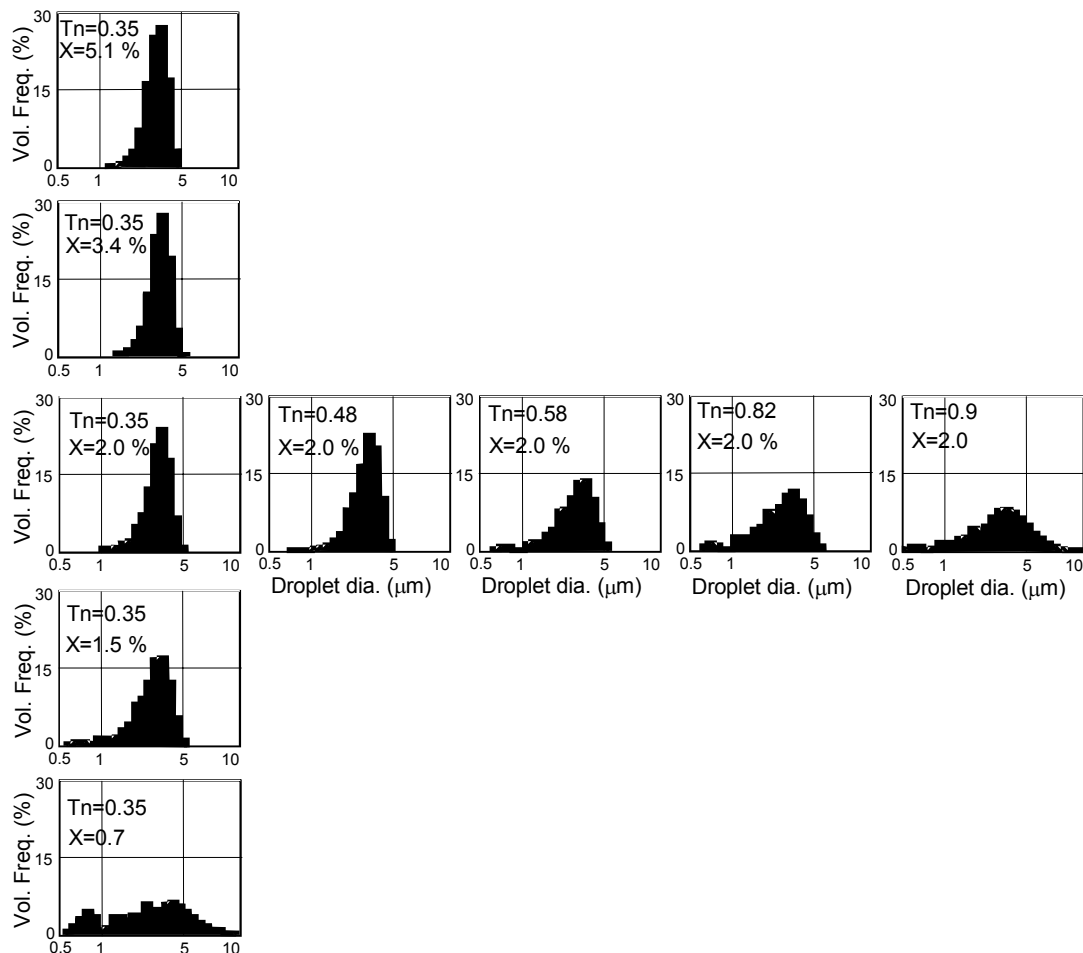 30
Tn=0.35
X=5.1 %
Vol. Freq. (%)
15
0
0.5 1 5 10
30
Tn=0.35
X=3.4 %
Vol. Freq. (%)
15
0
0.5 1 5 10
30
Tn=0.35
X=2.0 %
Vol. Freq. (%)
15
0
0.5 1 5 10
30
Tn=0.48
X=2.0 %
15
0
0.5 1 5 10
Droplet dia. (μm)
30
Tn=0.58
X=2.0 %
15
0
0.5 1 5 10
Droplet dia. (μm)
30
Tn=0.82
X=2.0 %
15
0
0.5 1 5 10
Droplet dia. (μm)
30
Tn=0.9
X=2.0
15
0
0.5 1 5 10
Droplet dia. (μm)
30
Tn=0.35
X=1.5 %
Vol. Freq. (%)
15
0
0.5 1 5 10
30
Tn=0.35
X=0.7
Vol. Freq. (%)
15
0
0.5 1 5 10